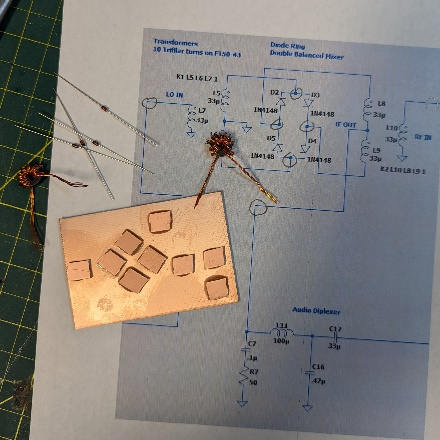 Transformers
10 Trifilar turns on FT50-43
Diode Ring
Double Balanced Mixer
K1 L5 L6 L7 1
LO IN
L5
33µ
L7
33µ
D2
D3
1N4148
1N4148
D5
D4
1N4148
1N4148
IF OUT
L8
33µ
L10
33µ
RF IN
L9
33µ
K2 L10 L8 L9 1
Audio Diplexer
L11
100µ
C17
33µ
C7
1µ
R7
50
C16
.47µ